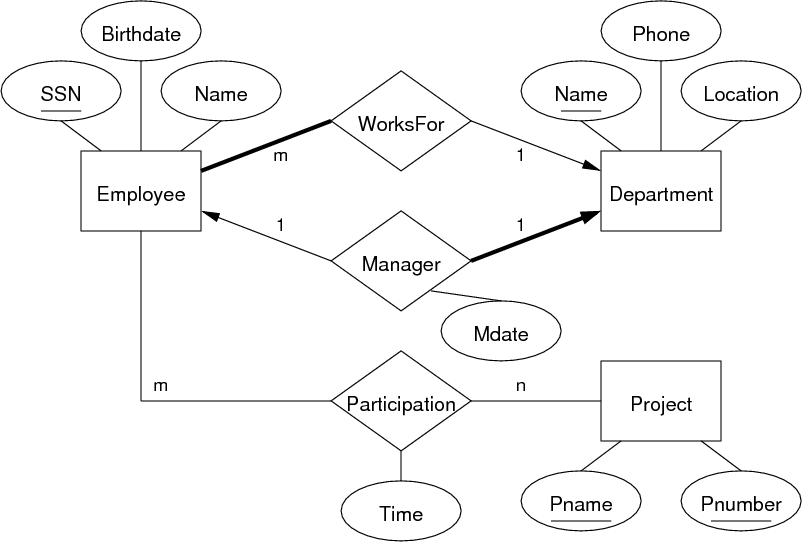 Birthdate
Phone
SSN
Name
Name
Location
WorksFor
m
1
Employee
Department
1
1
Manager
Mdate
m
n
Participation
Project
Time
Pname
Pnumber